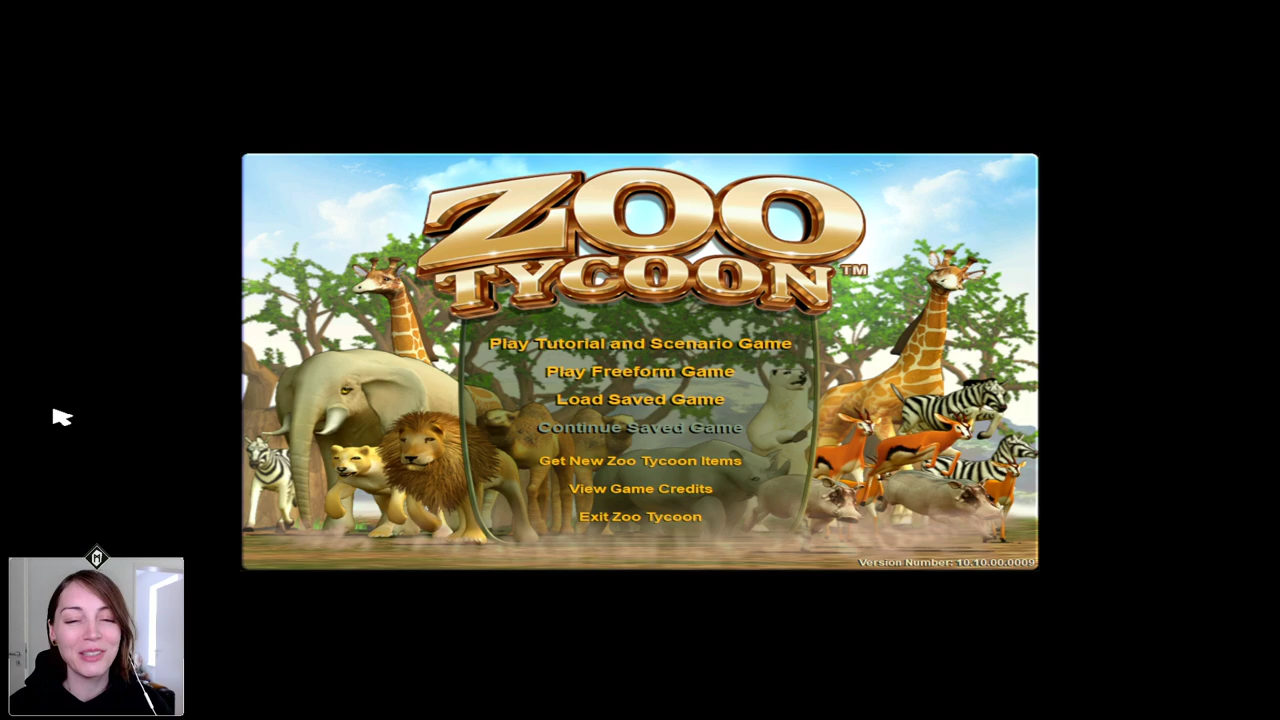 ZOO
TYCOON™
Play Tutorial and Scenario Game
Play Freeform Game
Load Saved Game
Continue Saved Game
Get New Zoo Tycoon Items
View Game Credits
Exit Zoo Tycoon
Version Number: 10.10.00.0009